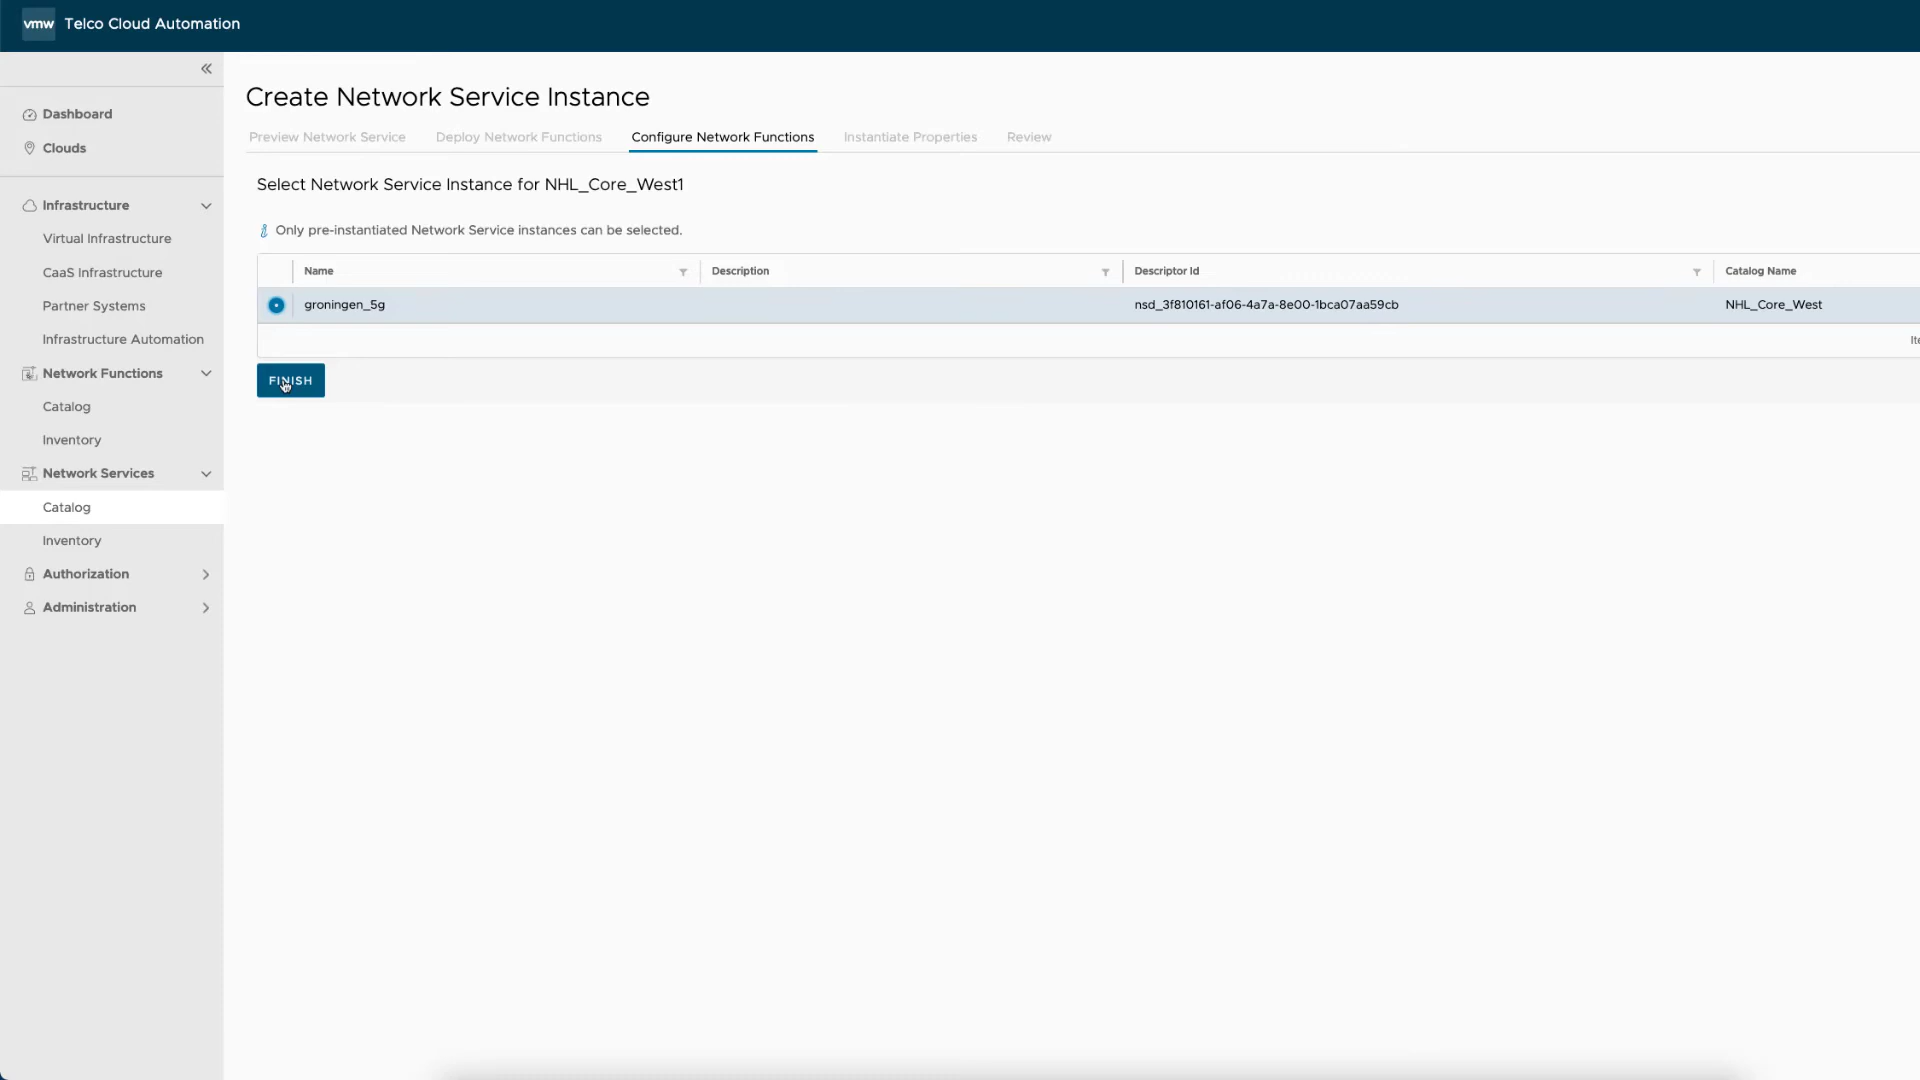 vmw Telco Cloud Automation
Dashboard
Clouds
Infrastructure
Virtual Infrastructure
CaaS Infrastructure
Partner Systems
Infrastructure Automation
Network Functions
Catalog
Inventory
Network Services
Catalog
Inventory
Authorization
Administration
Create Network Service Instance
Preview Network Service Deploy Network Functions Configure Network Functions Instantiate Properties Review
Select Network Service Instance for NHL_Core_West1
Only pre-instantiated Network Service instances can be selected.
Name Description Descriptor Id Catalog Name
groningen_5g nsd_3f810161-af06-4a7a-8e00-1bca07aa59cb NHL_Core_West
FINISH